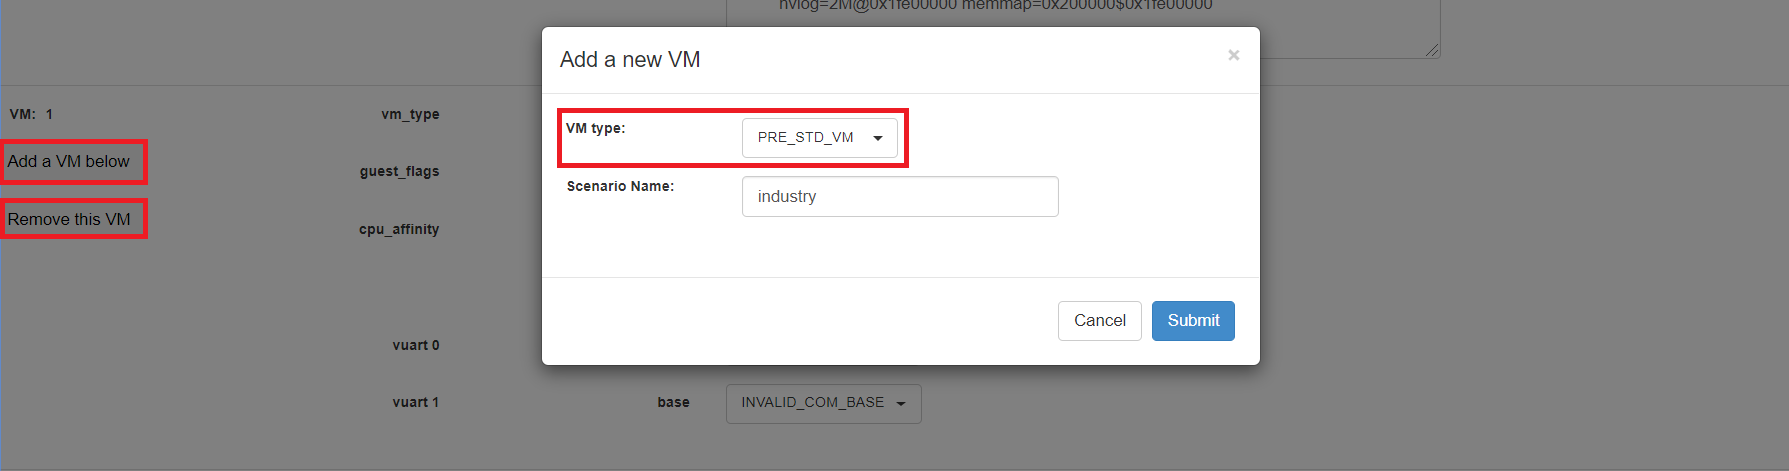 hvlog=2M@0x1fe00000 memmap=0x200000$0x1fe00000
Add a new VM
×
VM: 1
vm_type
VM type:
PRE_STD_VM
Add a VM below
guest_flags
Scenario Name:
industry
Remove this VM
cpu_affinity
Cancel
Submit
vuart 0
vuart 1
base
INVALID_COM_BASE